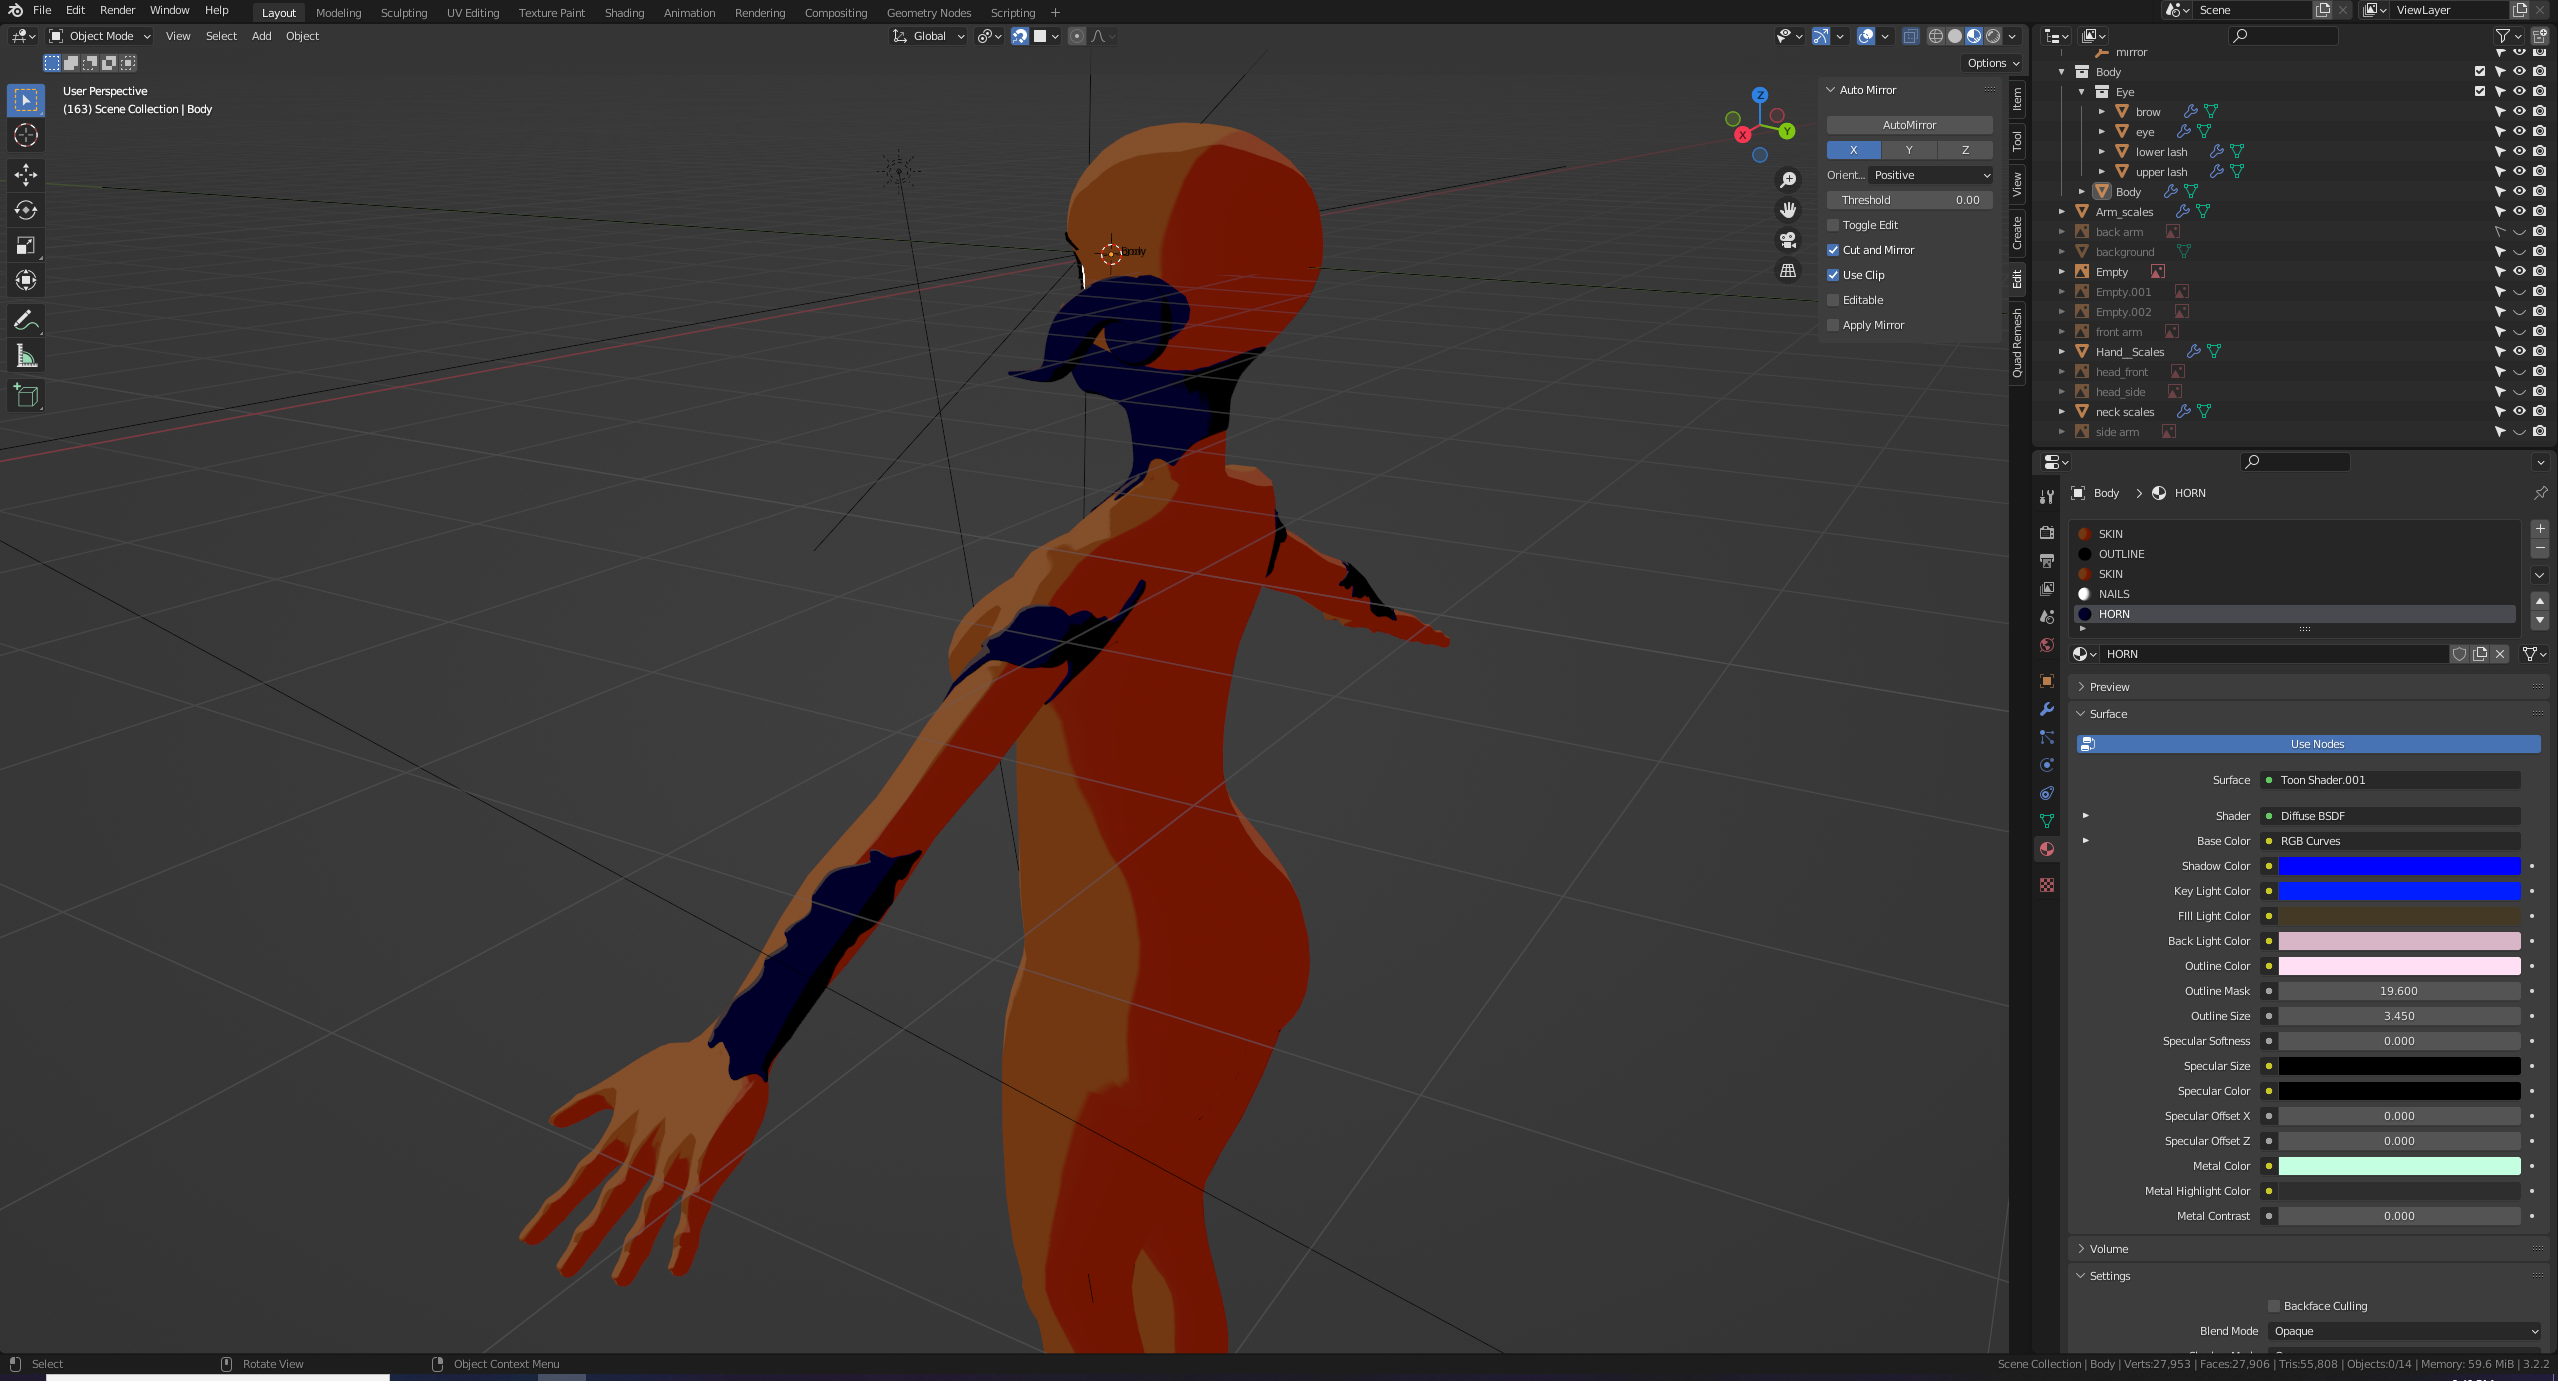 File Edit Render Window Help Layout Modeling Sculpting UV Editing Texture Paint Shading Animation Rendering Compositing Geometry Nodes Scripting + Scene ViewLayer
Object Mode View Select Add Object Global
Options
User Perspective
(163) Scene Collection | Body
Auto Mirror
AutoMirror
X Y Z
Orient... Positive
Threshold 0.00
Toggle Edit
Cut and Mirror
Use Clip
Editable
Apply Mirror
Item
Tool
View
Create
Edit
Quad Remesh
Z
Y
X
mirror
Body
Eye
brow
eye
lower lash
upper lash
Body
Arm_scales
back arm
background
Empty
Empty.001
Empty.002
front arm
Hand__Scales
head_front
head_side
neck scales
side arm
Body > HORN
SKIN
OUTLINE
SKIN
NAILS
HORN
HORN
Preview
Surface
Use Nodes
Surface Toon Shader.001
Shader Diffuse BSDF
Base Color RGB Curves
Shadow Color
Key Light Color
FIll Light Color
Back Light Color
Outline Color
Outline Mask 19.600
Outline Size 3.450
Specular Softness 0.000
Specular Size
Specular Color
Specular Offset X 0.000
Specular Offset Z 0.000
Metal Color
Metal Highlight Color
Metal Contrast 0.000
Volume
Settings
Backface Culling
Blend Mode Opaque
Select Rotate View Object Context Menu
Scene Collection | Body | Verts:27,953 | Faces:27,906 | Tris:55,808 | Objects:0/14 | Memory: 59.6 MiB | 3.2.2